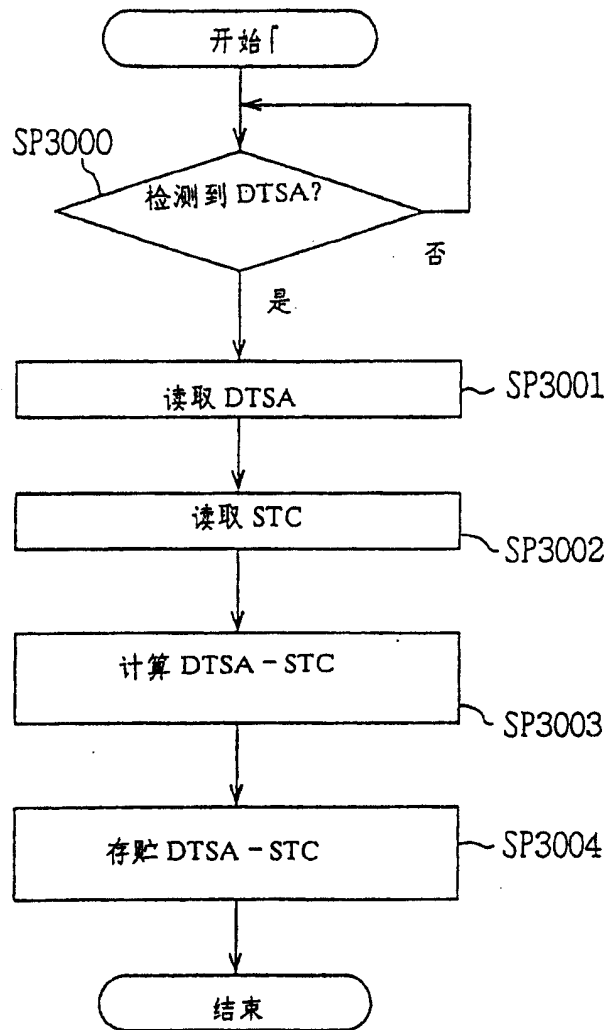 开始「
SP3000
检测到 DTSA?
否
是
读取 DTSA
SP3001
读取 STC
SP3002
计算 DTSA - STC
SP3003
存贮 DTSA - STC
SP3004
结束